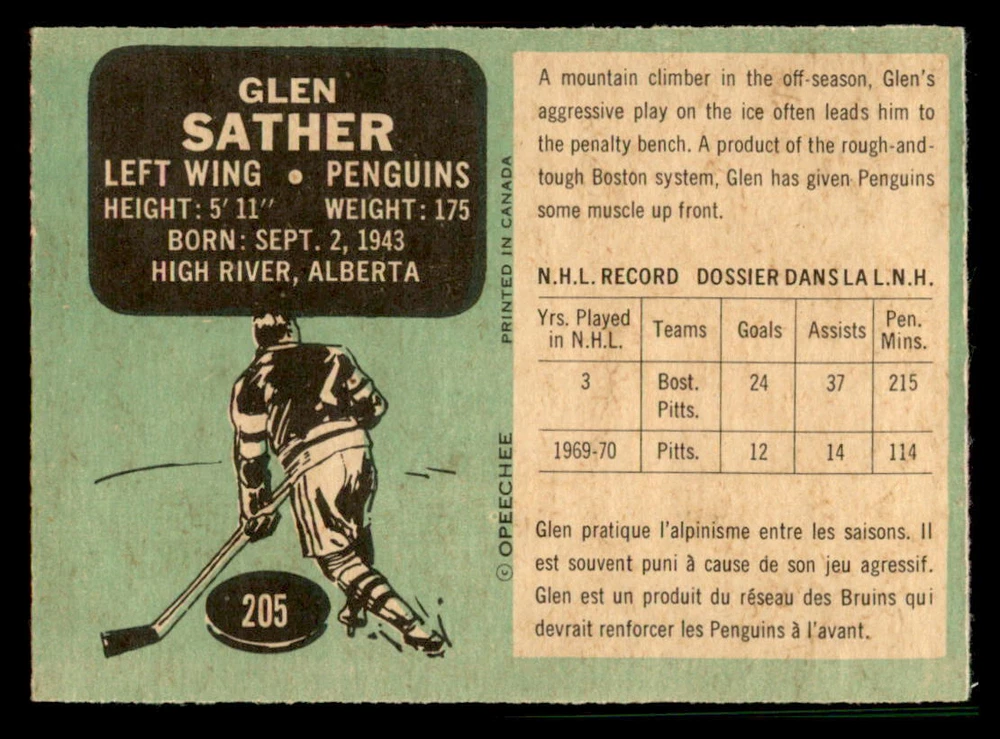 GLEN
SATHER
LEFT WING • PENGUINS
HEIGHT: 5' 11" WEIGHT: 175
BORN: SEPT. 2, 1943
HIGH RIVER, ALBERTA
205
© OPEECHEE PRINTED IN CANADA
A mountain climber in the off-season, Glen's
aggressive play on the ice often leads him to
the penalty bench. A product of the rough-and-
tough Boston system, Glen has given Penguins
some muscle up front.
N.H.L. RECORD DOSSIER DANS LA L.N.H.
Yrs. Played in N.H.L. Teams Goals Assists Pen. Mins.
3 Bost. Pitts. 24 37 215
1969-70 Pitts. 12 14 114
Glen pratique l'alpinisme entre les saisons. Il
est souvent puni à cause de son jeu agressif.
Glen est un produit du réseau des Bruins qui
devrait renforcer les Penguins à l'avant.